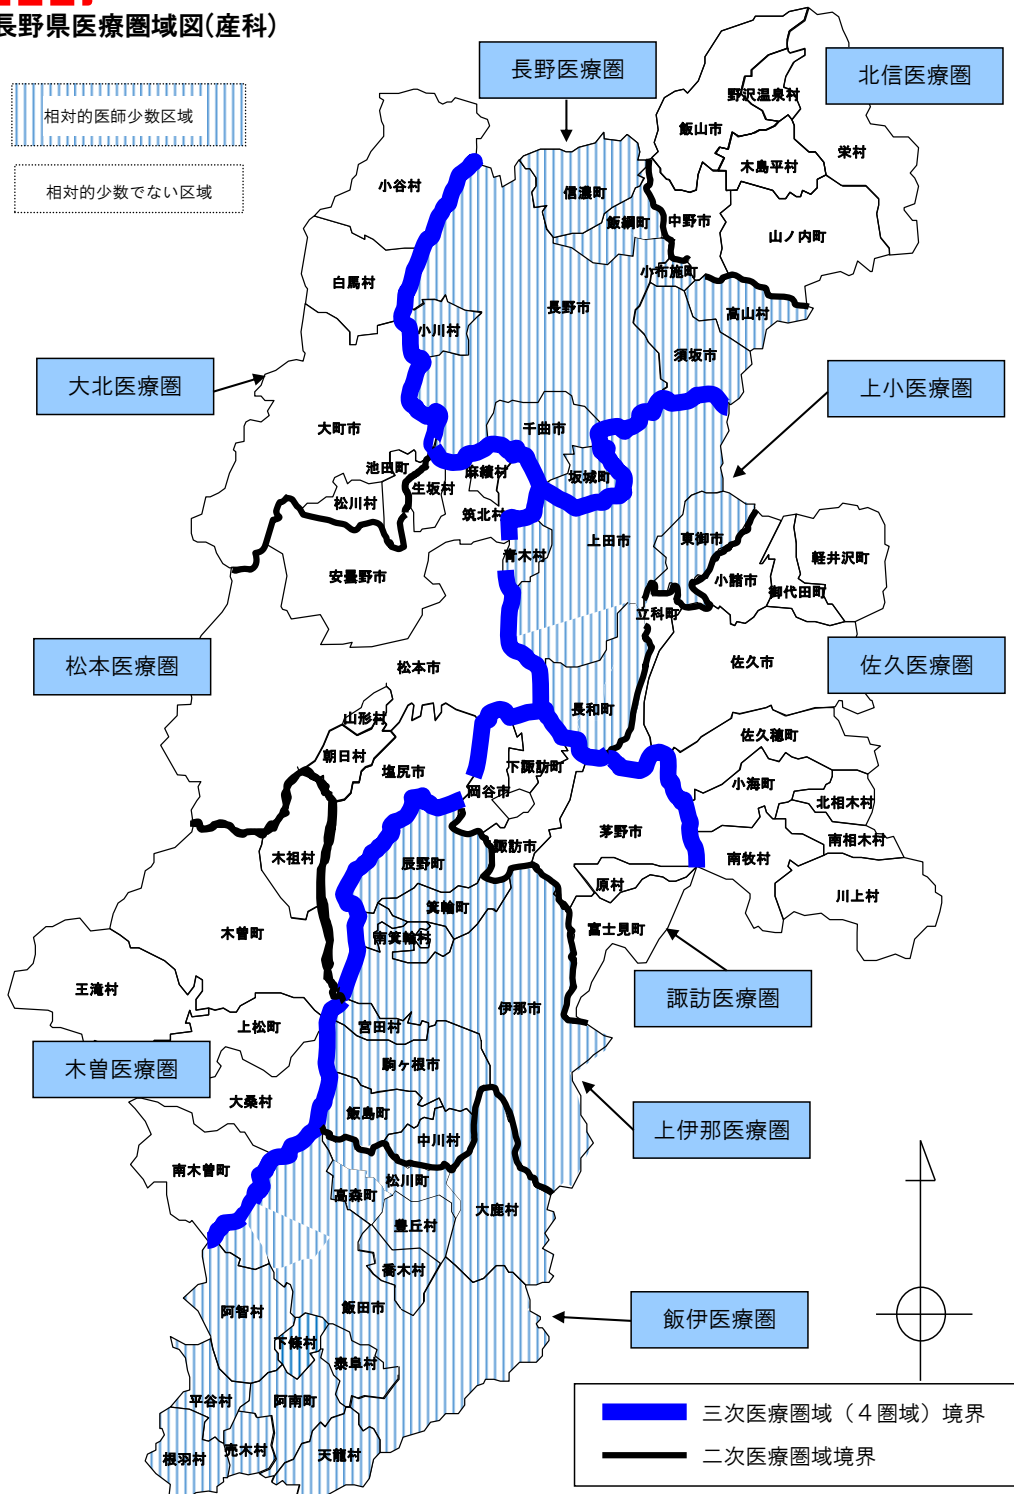 長野県医療圏域図(産科)
長野医療圏
北信医療圏
相対的医師少数区域
相対的少数でない区域
野沢温泉村
飯山市
栄村
木島平村
小谷村
信濃町
飯綱町
中野市
山ノ内町
小布施町
白馬村
長野市
高山村
小川村
須坂市
大北医療圏
上小医療圏
大町市
千曲市
池田町
麻績村
坂城町
生坂村
松川村
筑北村
上田市
東御市
青木村
軽井沢町
安曇野市
小諸市
御代田町
立科町
松本医療圏
松本市
佐久市
佐久医療圏
長和町
山形村
佐久穂町
朝日村
塩尻市
下諏訪町
岡谷市
小海町
北相木村
茅野市
南相木村
諏訪市
木祖村
辰野町
南牧村
原村
川上村
箕輪町
木曽町
南箕輪村
富士見町
王滝村
諏訪医療圏
伊那市
上松町
宮田村
木曽医療圏
駒ヶ根市
大桑村
飯島町
上伊那医療圏
中川村
南木曽町
松川町
高森町
大鹿村
豊丘村
喬木村
飯田市
阿智村
飯伊医療圏
下條村
泰阜村
平谷村
阿南町
三次医療圏域（４圏域）境界
売木村
天龍村
根羽村
二次医療圏域境界